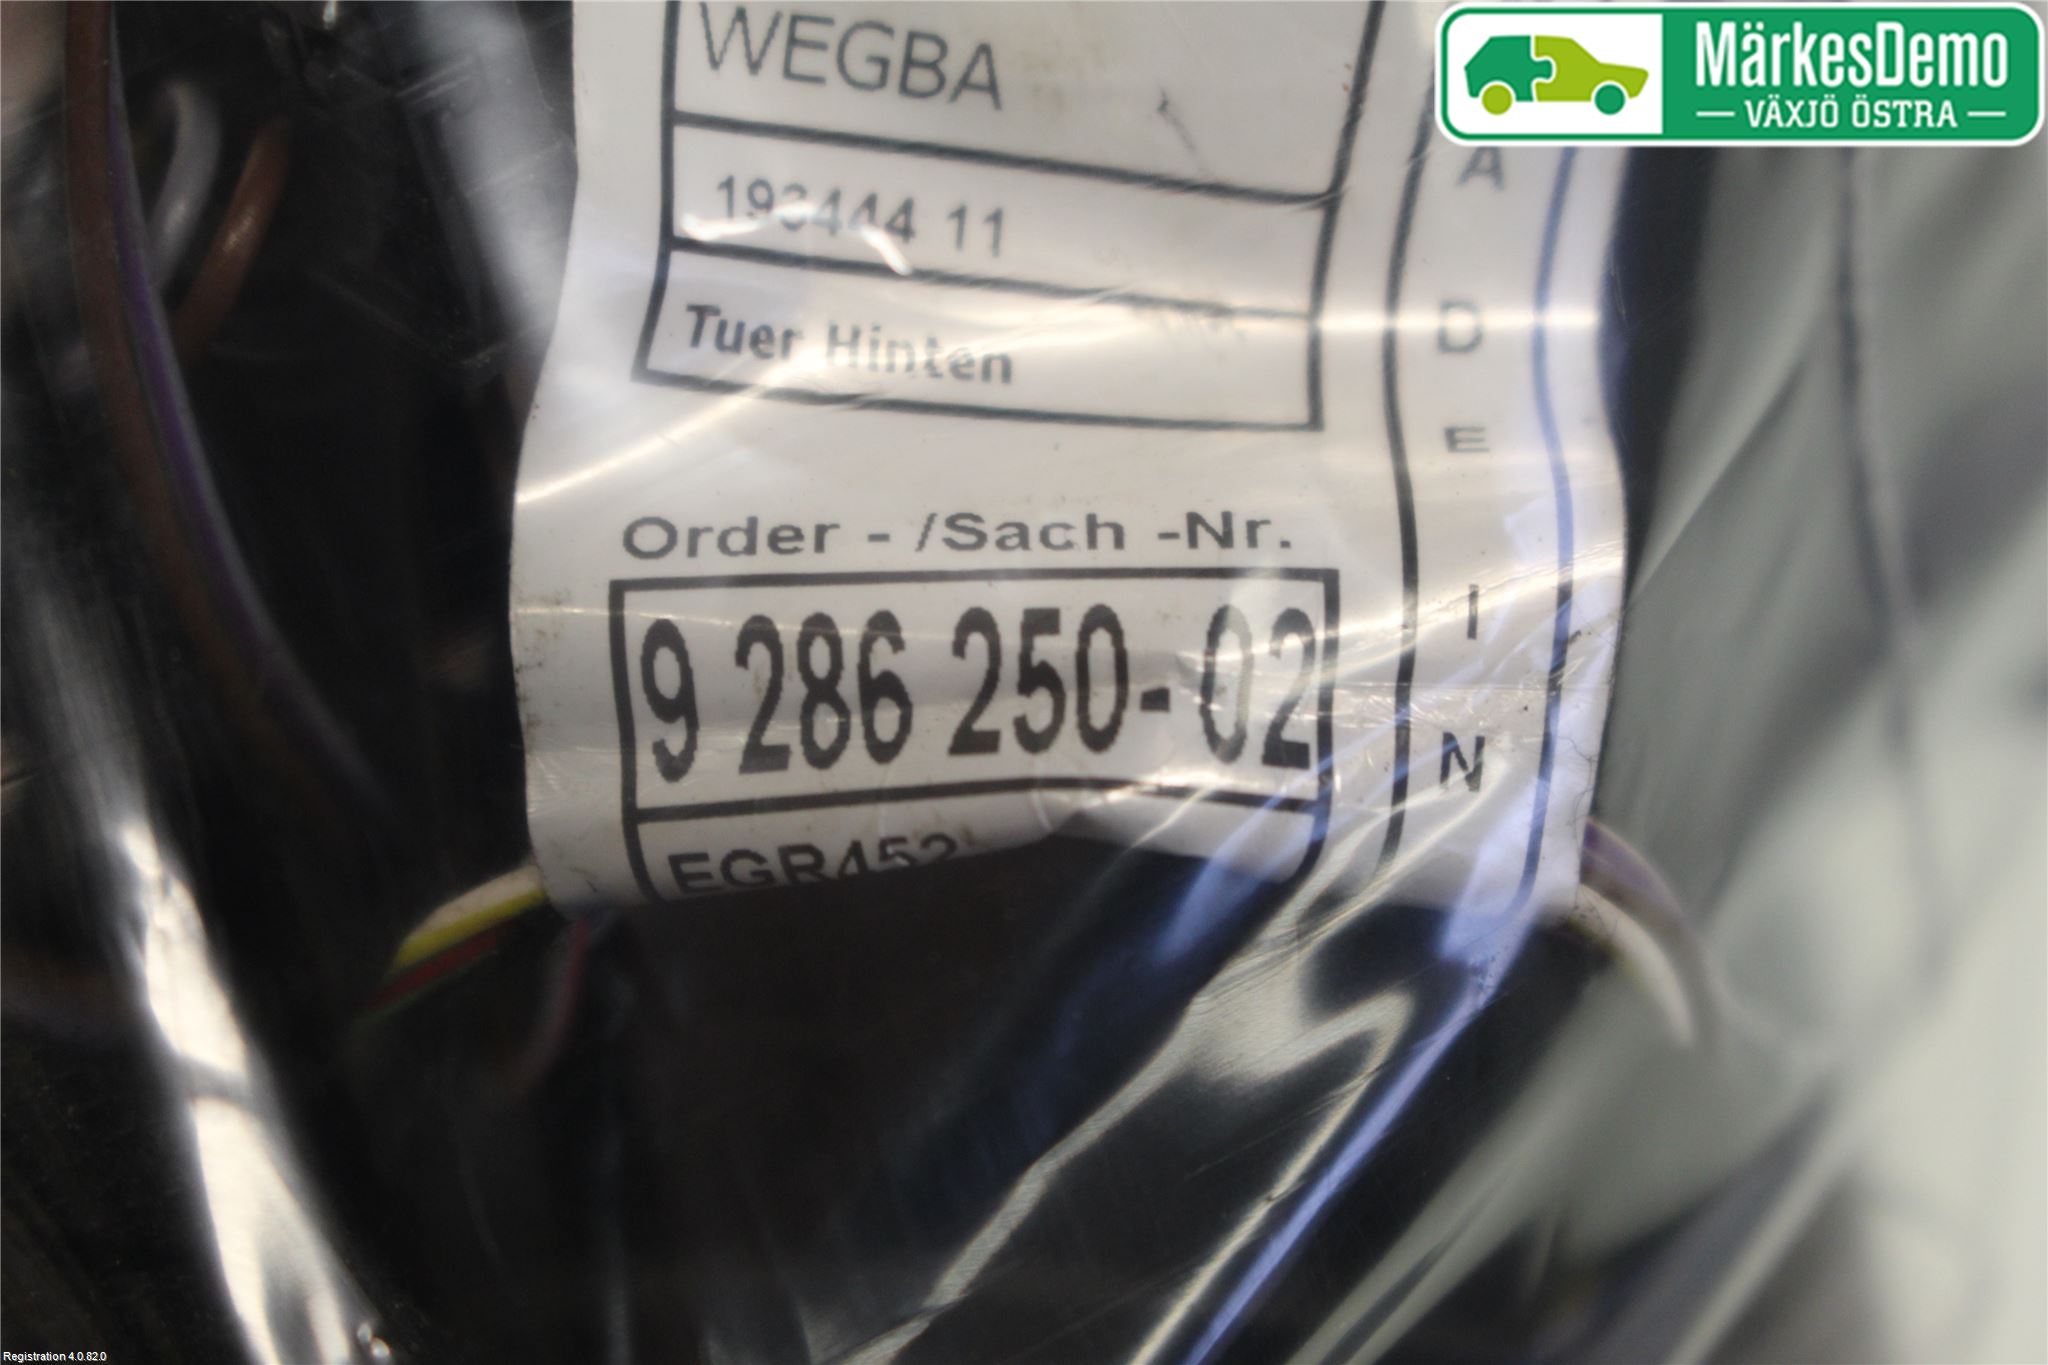 MärkesDemo
VÄXJÖ ÖSTRA
WEGBA
193444 11
Tuer Hinten
Order - /Sach -Nr.
9 286 250-02
EGR452
A
D
E
I
N
Registration 4.0.82.0